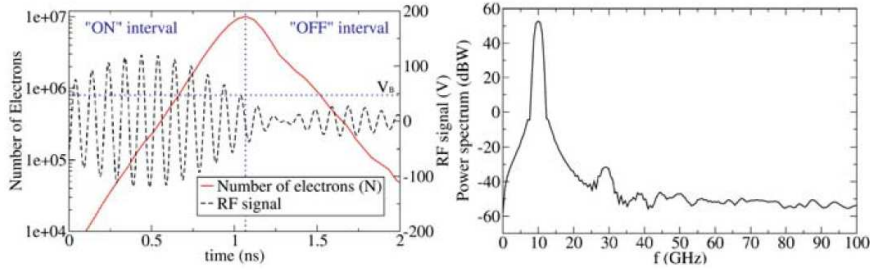 "ON" interval
"OFF" interval
V_B
Number of electrons (N)
RF signal
Number of Electrons
1e+07
1e+06
1e+05
1e+04
0
0.5
1
1.5
2
time (ns)
200
100
0
-100
-200
RF signal (V)
Power spectrum (dBW)
60
40
20
0
-20
-40
-60
0 10 20 30 40 50 60 70 80 90 100
f (GHz)